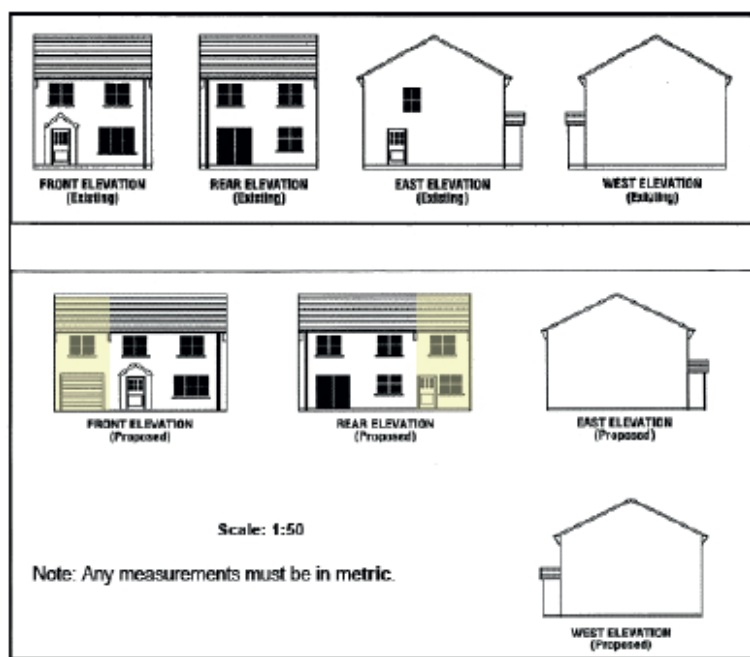 FRONT ELEVATION
(Existing)
REAR ELEVATION
(Existing)
EAST ELEVATION
(Existing)
WEST ELEVATION
(Existing)
FRONT ELEVATION
(Proposed)
REAR ELEVATION
(Proposed)
EAST ELEVATION
(Proposed)
Scale: 1:50
Note: Any measurements must be in metric.
WEST ELEVATION
(Proposed)